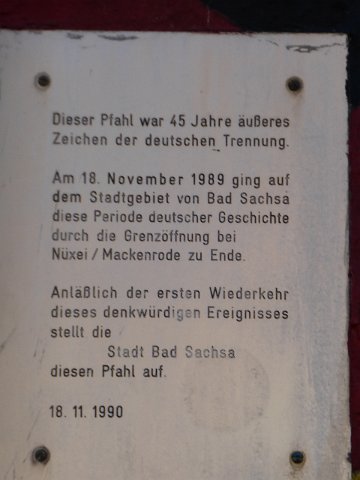 Dieser Pfahl war 45 Jahre äußeres
Zeichen der deutschen Trennung.
Am 18. November 1989 ging auf
dem Stadtgebiet von Bad Sachsa
diese Periode deutscher Geschichte
durch die Grenzöffnung bei
Nüxei / Mackenrode zu Ende.
Anläßlich der ersten Wiederkehr
dieses denkwürdigen Ereignisses
stellt die
Stadt Bad Sachsa
diesen Pfahl auf.
18. 11. 1990